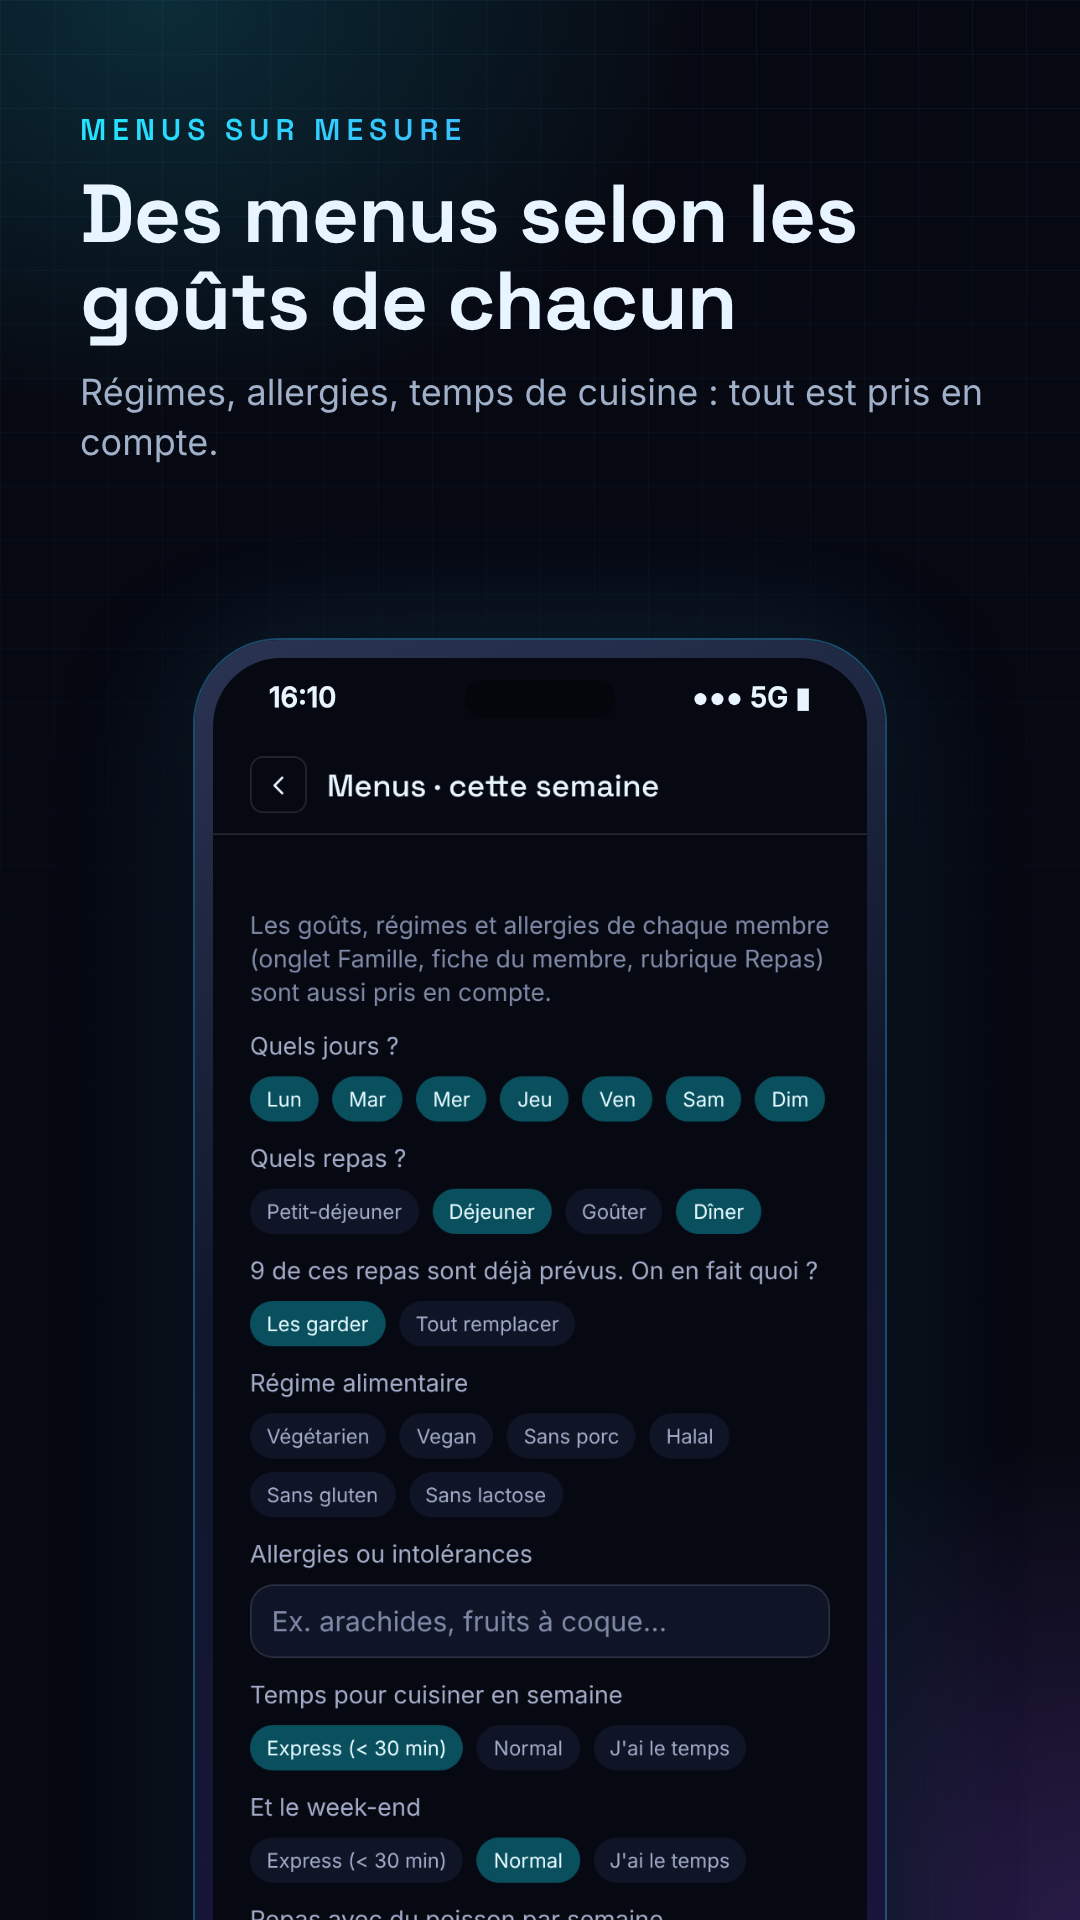 MENUS SUR MESURE
Des menus selon les
goûts de chacun
Régimes, allergies, temps de cuisine : tout est pris en
compte.
16:10 ●●● 5G ▮
Menus · cette semaine
Les goûts, régimes et allergies de chaque membre
(onglet Famille, fiche du membre, rubrique Repas)
sont aussi pris en compte.
Quels jours ?
Lun Mar Mer Jeu Ven Sam Dim
Quels repas ?
Petit-déjeuner Déjeuner Goûter Dîner
9 de ces repas sont déjà prévus. On en fait quoi ?
Les garder Tout remplacer
Régime alimentaire
Végétarien Vegan Sans porc Halal
Sans gluten Sans lactose
Allergies ou intolérances
Ex. arachides, fruits à coque...
Temps pour cuisiner en semaine
Express (< 30 min) Normal J'ai le temps
Et le week-end
Express (< 30 min) Normal J'ai le temps
Repas avec du poisson par semaine